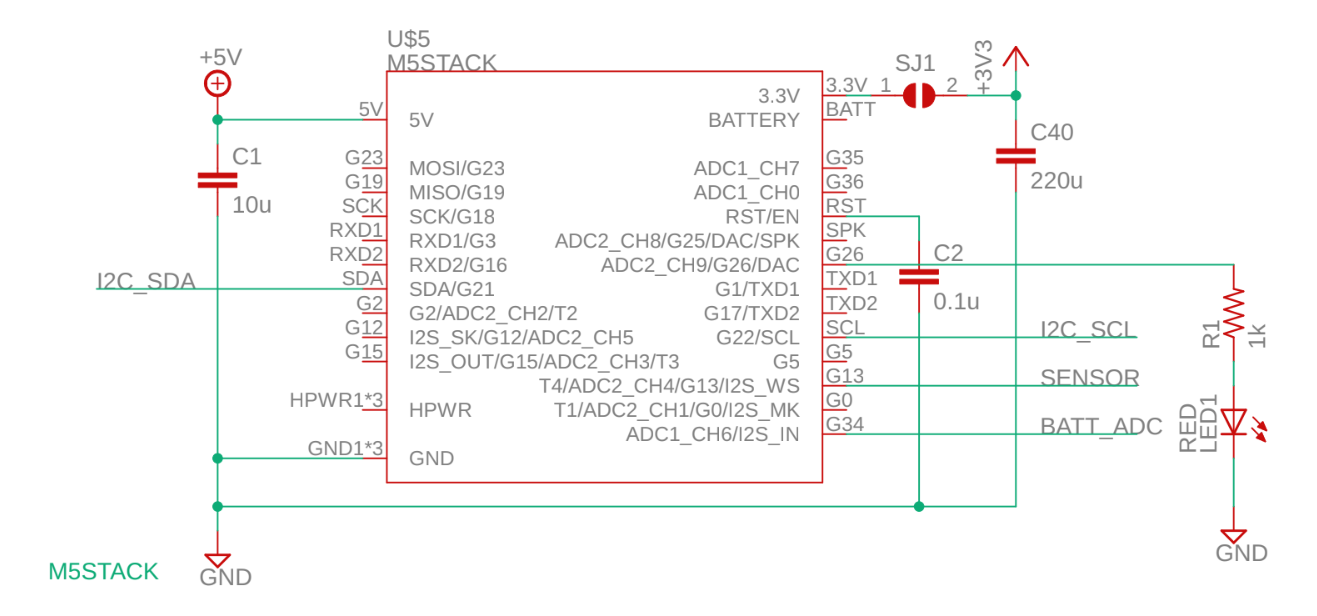 U$5
M5STACK
+5V
+3V3
SJ1
3.3V 3.3V 1 2
5V 5V BATTERY BATT
C40
C1
G23 MOSI/G23 ADC1_CH7 G35
220u
G19 MISO/G19 ADC1_CH0 G36
10u
SCK SCK/G18 RST/EN RST
RXD1 RXD1/G3 ADC2_CH8/G25/DAC/SPK SPK
C2
RXD2 RXD2/G16 ADC2_CH9/G26/DAC G26
I2C_SDA SDA SDA/G21 G1/TXD1 TXD1
0.1u
G2 G2/ADC2_CH2/T2 G17/TXD2 TXD2
G12 I2S_SK/G12/ADC2_CH5 G22/SCL SCL I2C_SCL
R1
1k
G15 I2S_OUT/G15/ADC2_CH3/T3 G5 G5
T4/ADC2_CH4/G13/I2S_WS G13 SENSOR
HPWR1*3 HPWR T1/ADC2_CH1/G0/I2S_MK G0
ADC1_CH6/I2S_IN G34 BATT_ADC
RED
LED1
GND1*3 GND
GND
M5STACK
GND